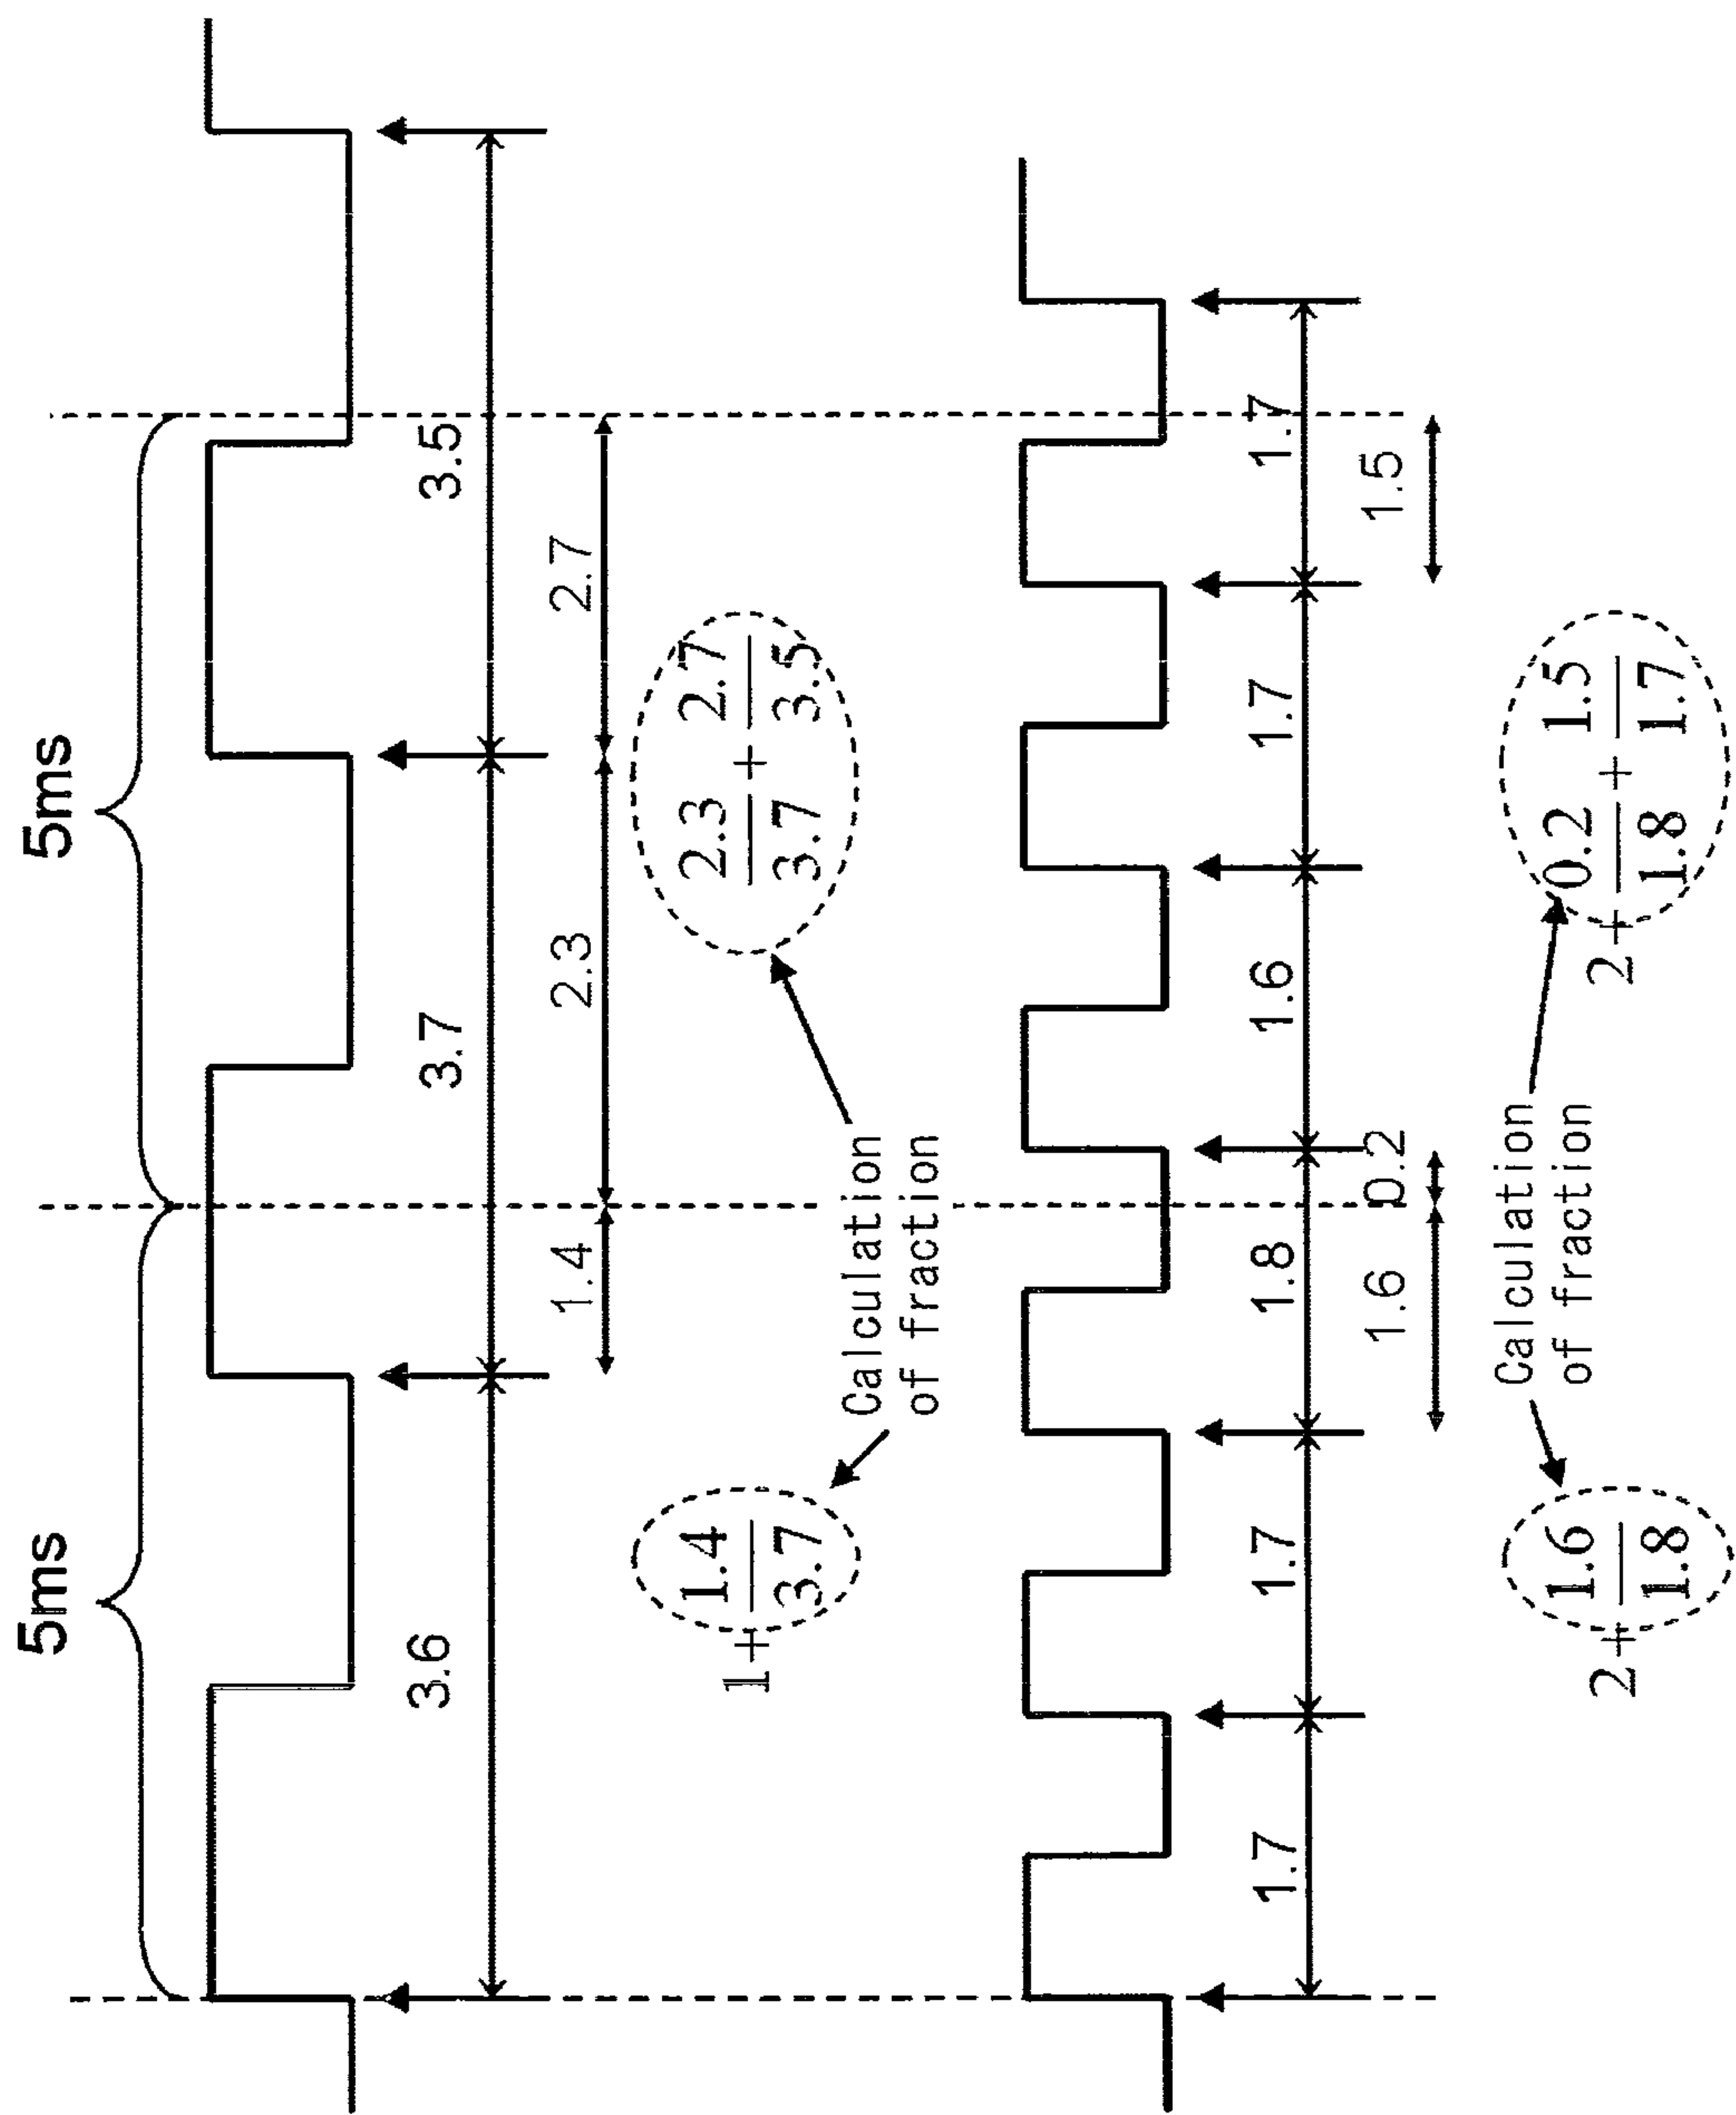 5ms 5ms
3.6 3.7 3.5
1.4 2.3 2.7
1+ 1.4/3.7
2.3/3.7 + 2.7/3.5
Calculation
of fraction
1.7 1.7 1.8 1.6 1.7 1.7
1.6 0.2 1.5
Calculation
of fraction
2+ 1.6/1.8
2+ 0.2/1.8 + 1.5/1.7